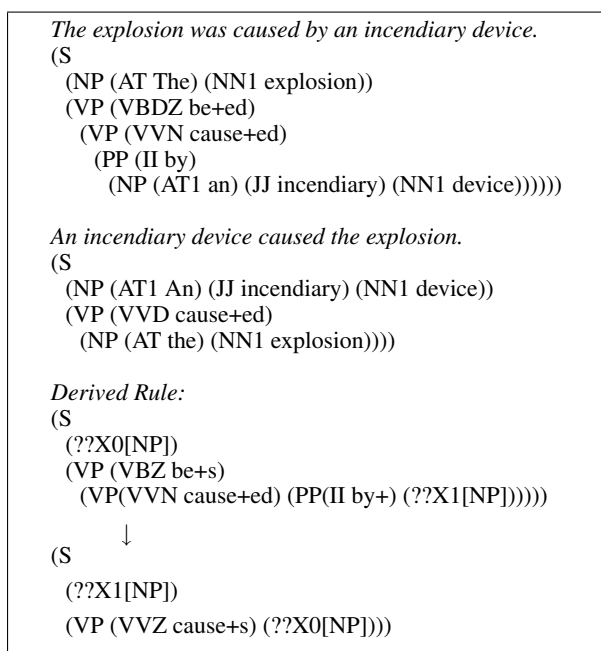 The explosion was caused by an incendiary device.
(S
(NP (AT The) (NN1 explosion))
(VP (VBDZ be+ed)
(VP (VVN cause+ed)
(PP (II by)
(NP (AT1 an) (JJ incendiary) (NN1 device))))))
An incendiary device caused the explosion.
(S
(NP (AT1 An) (JJ incendiary) (NN1 device))
(VP (VVD cause+ed)
(NP (AT the) (NN1 explosion))))
Derived Rule:
(S
(??X0[NP])
(VP (VBZ be+s)
(VP(VVN cause+ed) (PP(II by+) (??X1[NP])))))
↓
(S
(??X1[NP])
(VP (VVZ cause+s) (??X0[NP])))